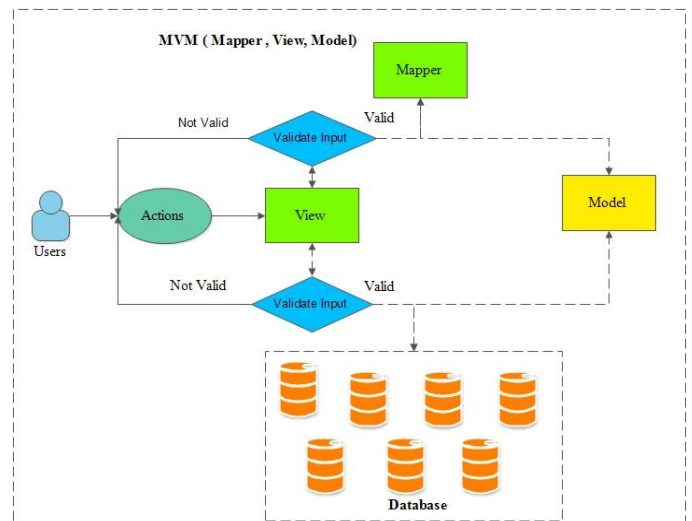 MVM ( Mapper , View, Model)
Mapper
Not Valid
Valid
Validate Input
Users
Actions
View
Model
Not Valid
Valid
Validate Input
Database